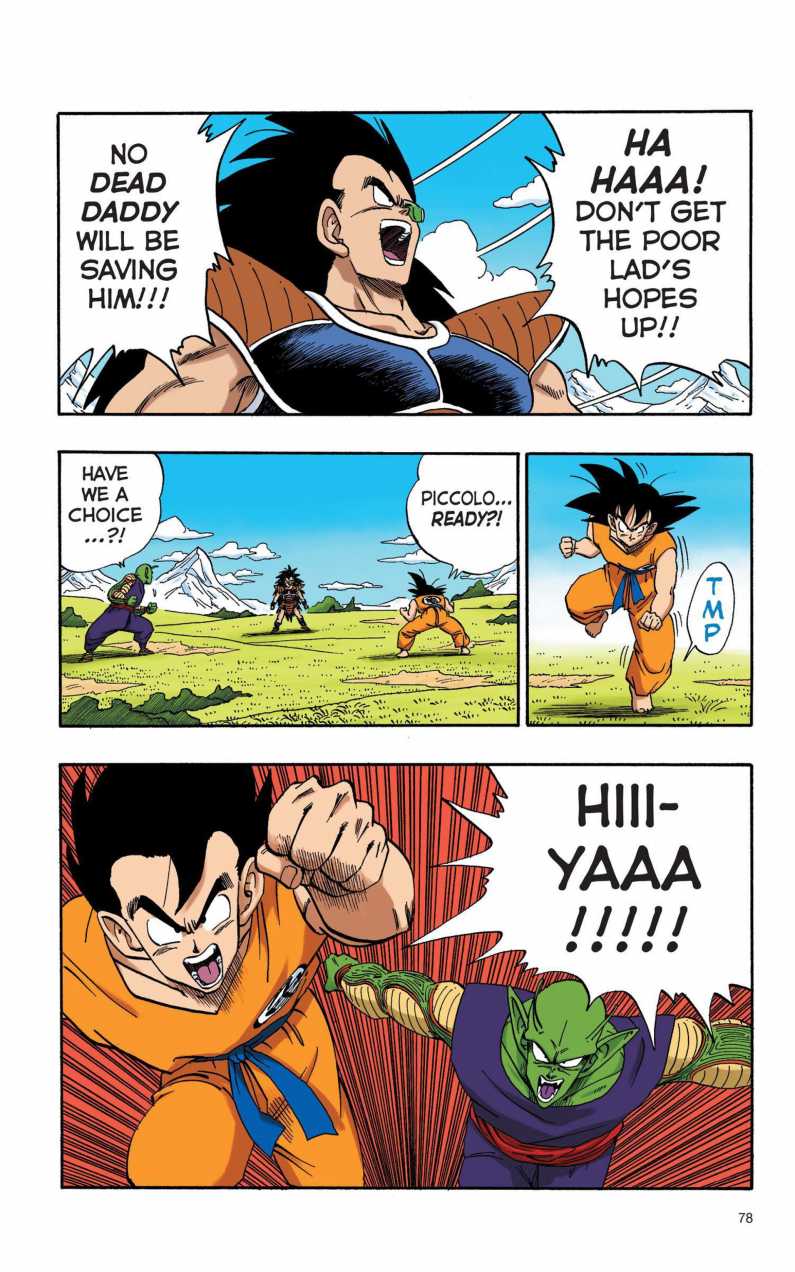 HA
HAAA!
DON'T GET
THE POOR
LAD'S
HOPES
UP!!
NO
DEAD
DADDY
WILL BE
SAVING
HIM!!!
PICCOLO...
READY?!
HAVE
WE A
CHOICE
...?!
TMP
HIII-
YAAA
!!!!!
78